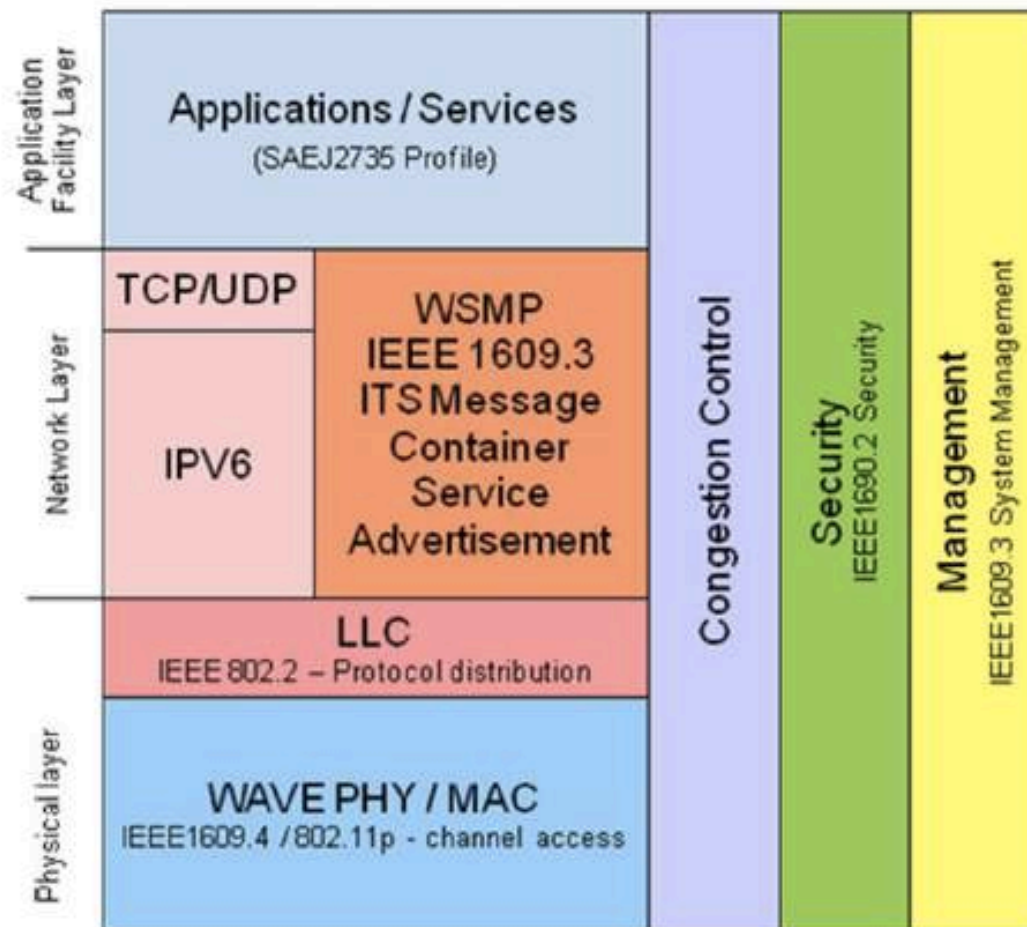 Application
Facility Layer
Applications / Services
(SAEJ2735 Profile)
Network Layer
TCP/UDP
IPV6
WSMP
IEEE 1609.3
ITS Message
Container
Service
Advertisement
Physical layer
LLC
IEEE 802.2 – Protocol distribution
WAVE PHY / MAC
IEEE1609.4 / 802.11p - channel access
Congestion Control
Security
IEEE1690.2 Security
Management
IEEE1609.3 System Management